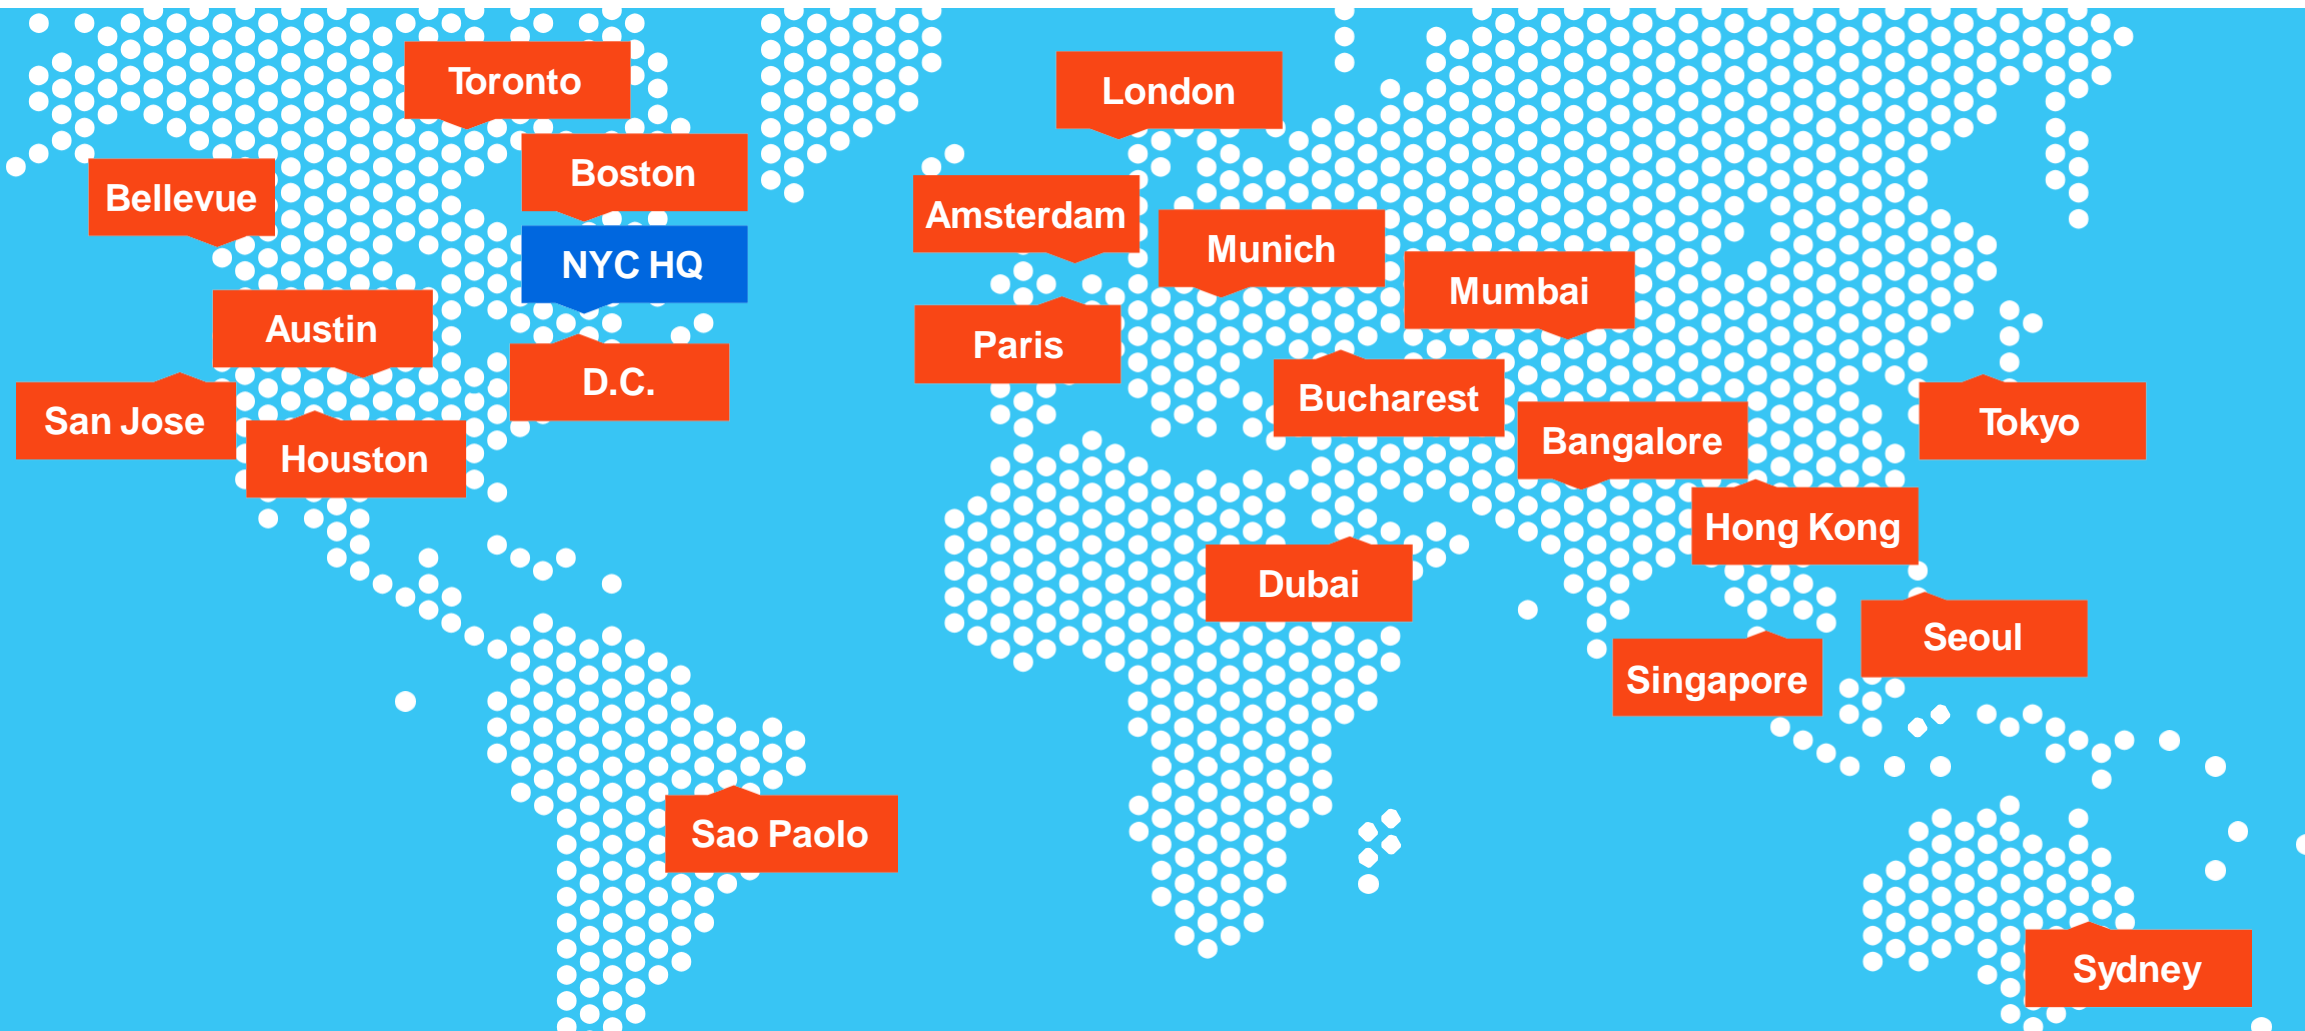 Toronto
London
Boston
Bellevue
Amsterdam
Munich
NYC HQ
Mumbai
Austin
Paris
D.C.
Bucharest
San Jose
Tokyo
Bangalore
Houston
Hong Kong
Dubai
Seoul
Singapore
Sao Paolo
Sydney